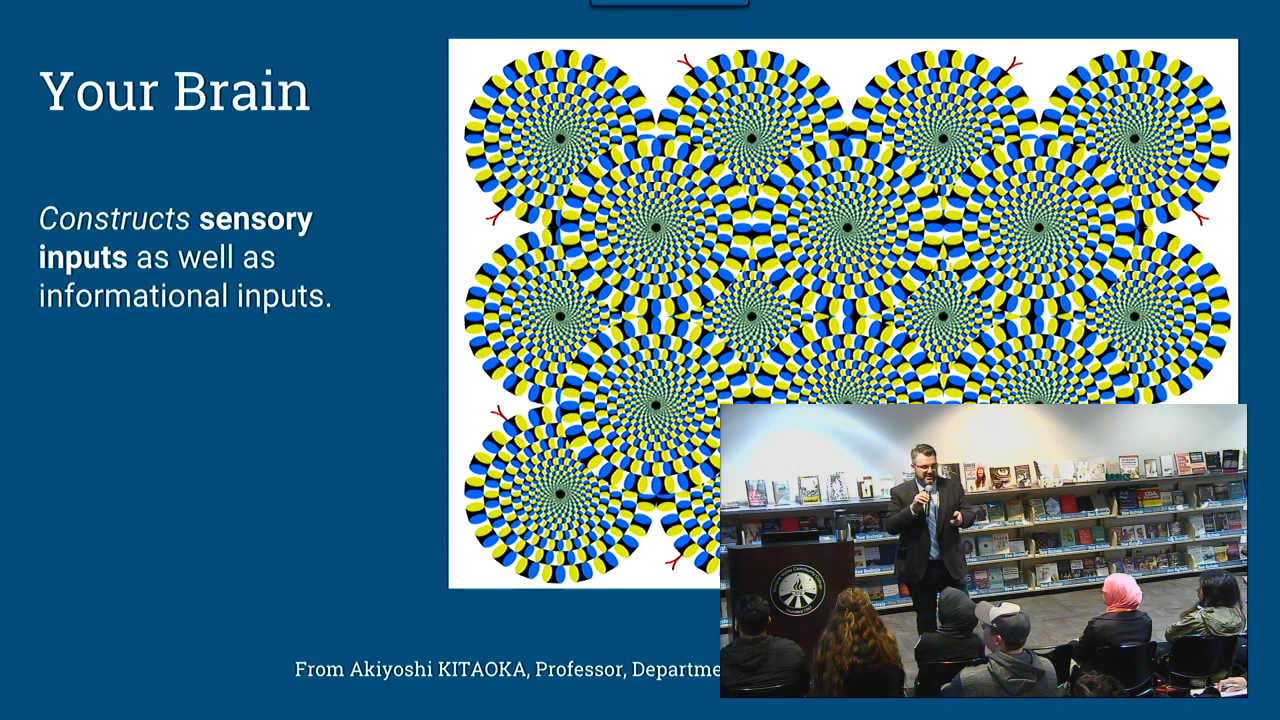 Your Brain
Constructs sensory
inputs as well as
informational inputs.
From Akiyoshi KITAOKA, Professor, Departme